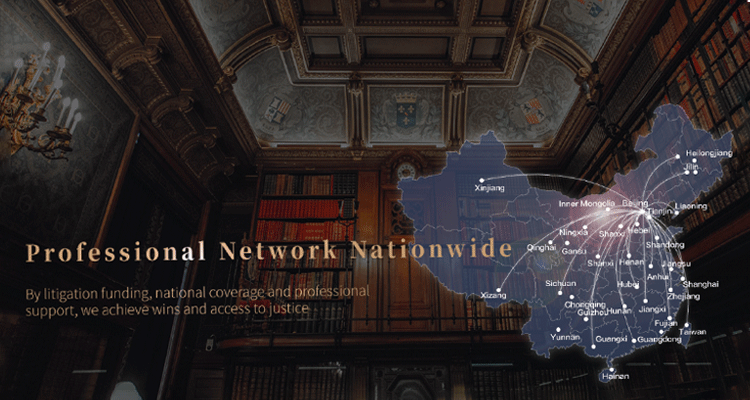 Professional Network Nationwide
By litigation funding, national coverage and professional
support, we achieve wins and access to justice
Heilongjiang
Jilin
Xinjiang
Inner Mongolia
Beijing
Liaoning
Tianjin
Ningxia
Shanxi
Hebei
Qinghai
Gansu
Shandong
Shanxi
Henan
Jiangsu
Anhui
Sichuan
Hubei
Shanghai
Xizang
Zhejiang
Chongqing
Guizhou
Hunan
Jiangxi
Fujian
Taiwan
Yunnan
Guangxi
Guangdong
Hainan